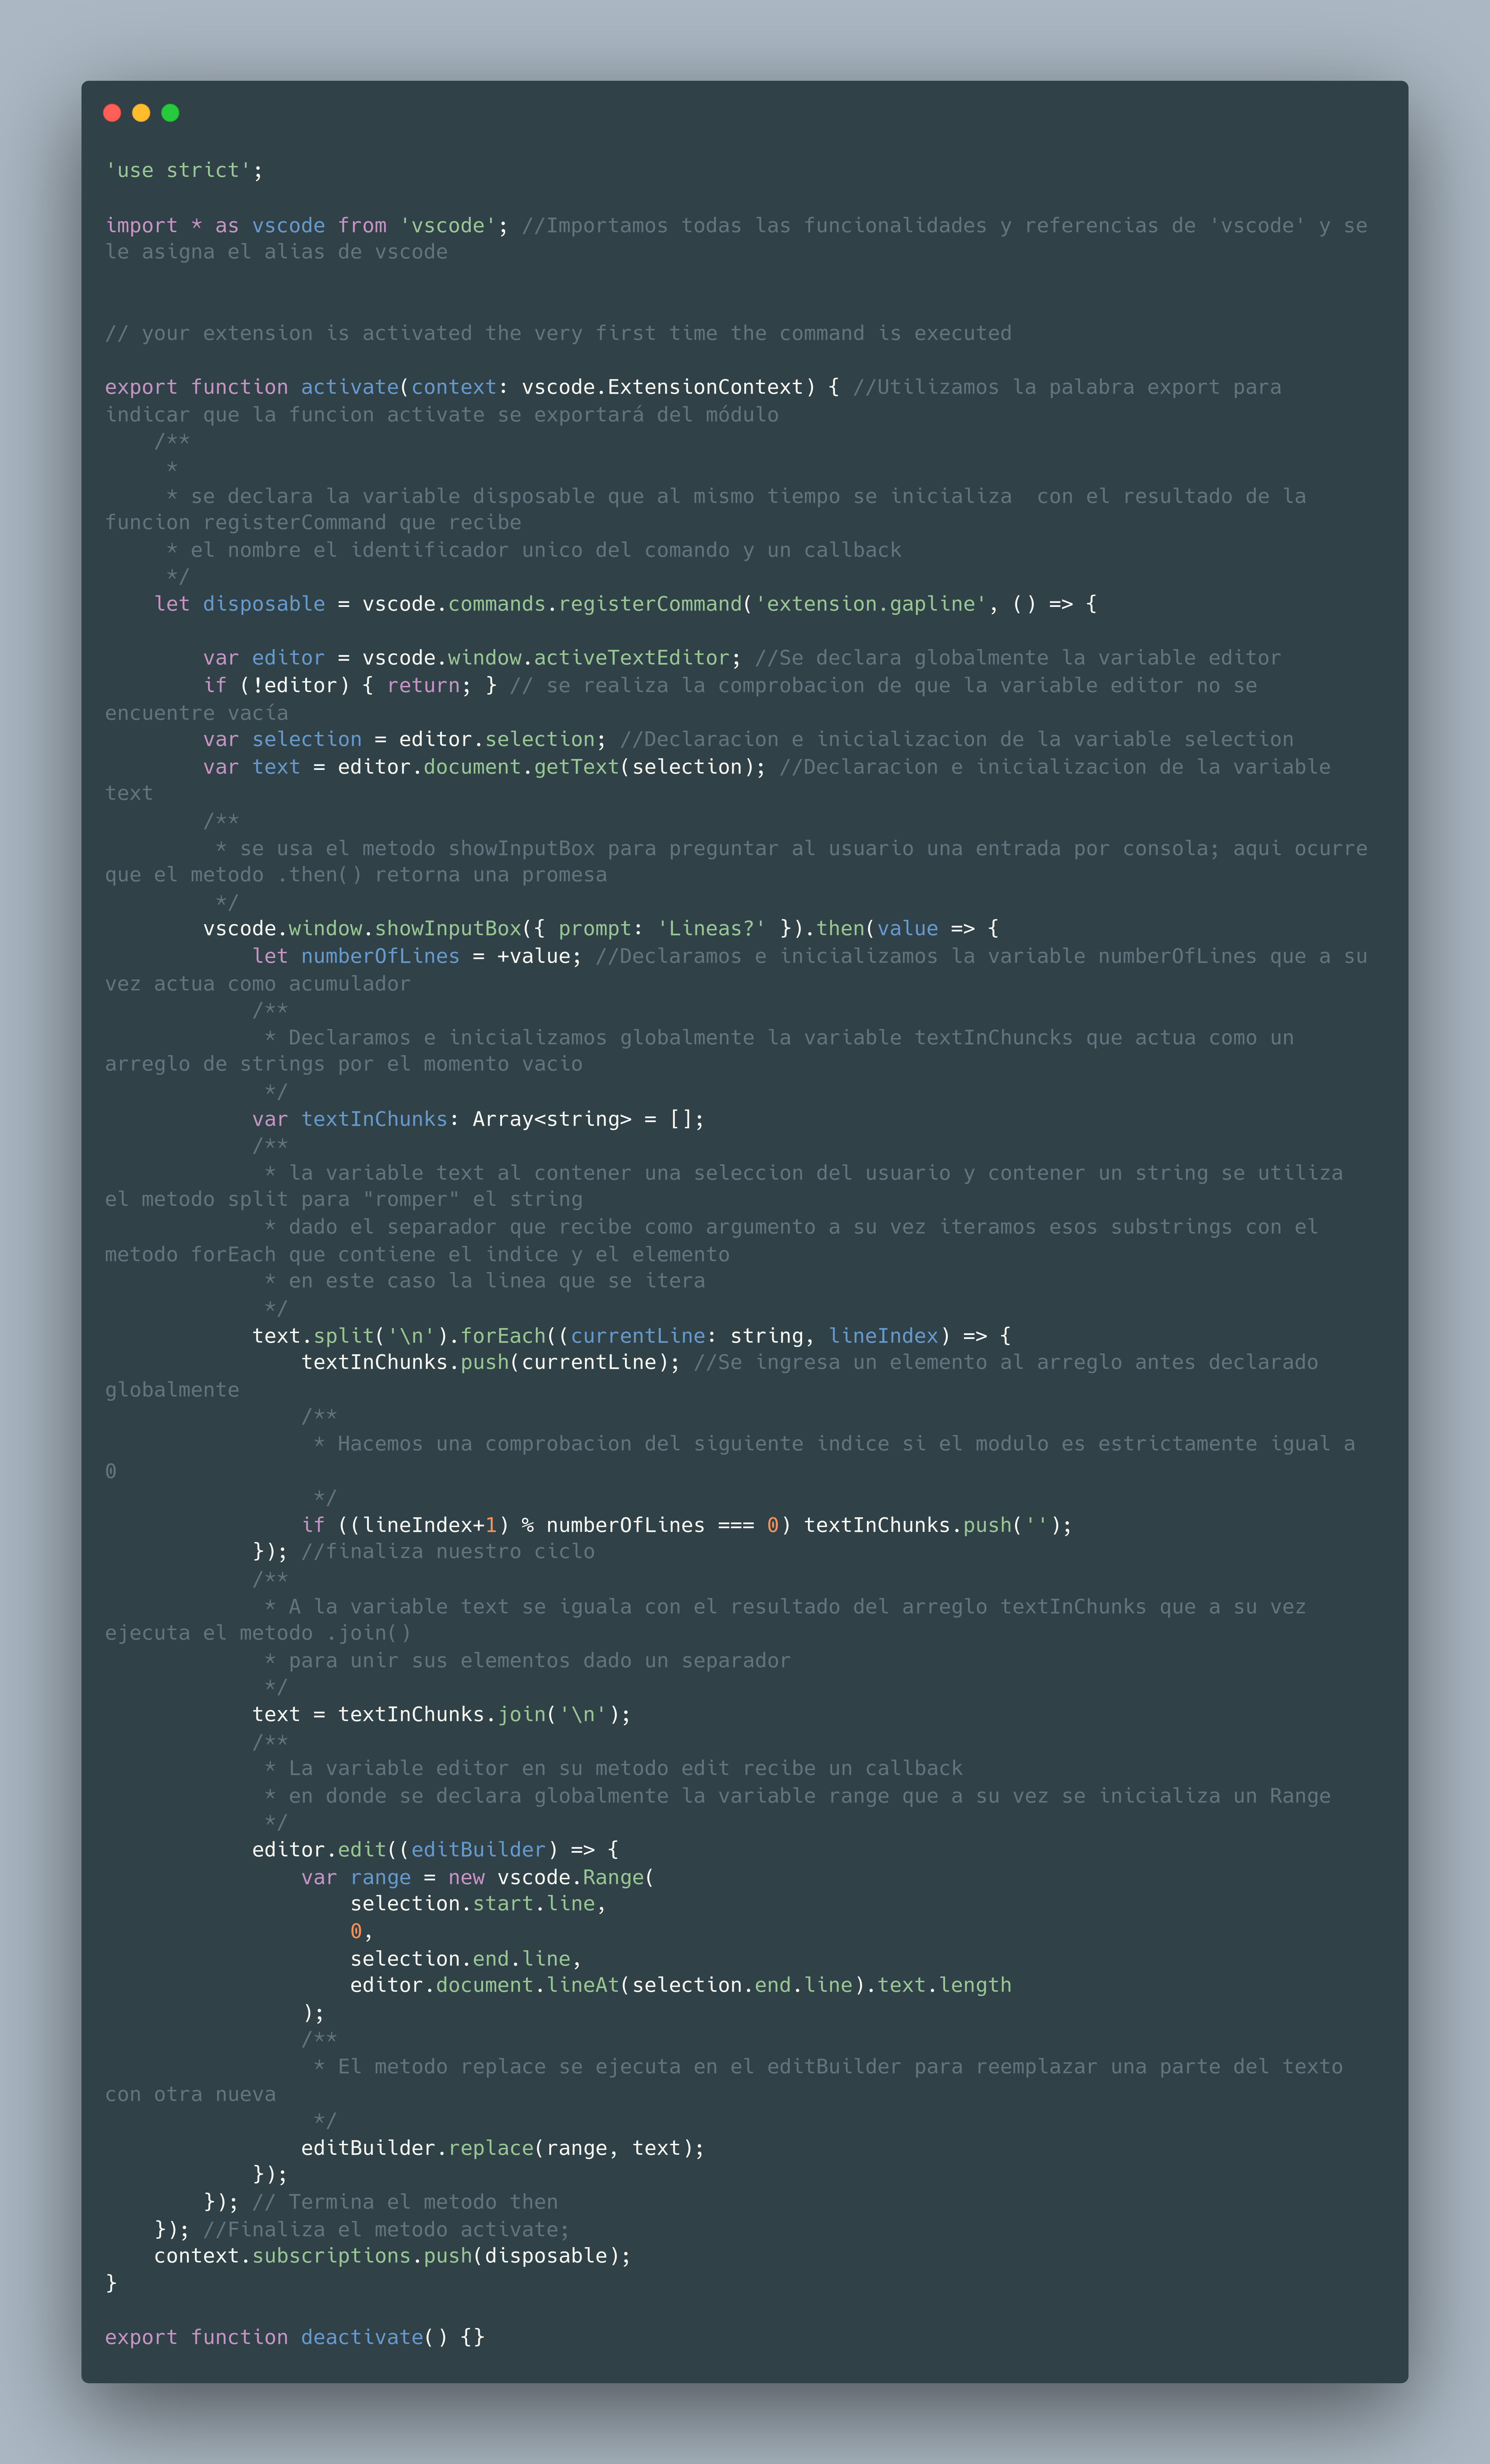 'use strict';
import * as vscode from 'vscode'; //Importamos todas las funcionalidades y referencias de 'vscode' y se
le asigna el alias de vscode
// your extension is activated the very first time the command is executed
export function activate(context: vscode.ExtensionContext) { //Utilizamos la palabra export para
indicar que la funcion activate se exportará del módulo
    /**
     *
     * se declara la variable disposable que al mismo tiempo se inicializa  con el resultado de la
funcion registerCommand que recibe
     * el nombre el identificador unico del comando y un callback
     */
    let disposable = vscode.commands.registerCommand('extension.gapline', () => {
        var editor = vscode.window.activeTextEditor; //Se declara globalmente la variable editor
        if (!editor) { return; } // se realiza la comprobacion de que la variable editor no se
encuentre vacía
        var selection = editor.selection; //Declaracion e inicializacion de la variable selection
        var text = editor.document.getText(selection); //Declaracion e inicializacion de la variable
text
        /**
         * se usa el metodo showInputBox para preguntar al usuario una entrada por consola; aqui ocurre
que el metodo .then() retorna una promesa
         */
        vscode.window.showInputBox({ prompt: 'Lineas?' }).then(value => {
            let numberOfLines = +value; //Declaramos e inicializamos la variable numberOfLines que a su
vez actua como acumulador
            /**
             * Declaramos e inicializamos globalmente la variable textInChuncks que actua como un
arreglo de strings por el momento vacio
             */
            var textInChunks: Array<string> = [];
            /**
             * la variable text al contener una seleccion del usuario y contener un string se utiliza
el metodo split para "romper" el string
             * dado el separador que recibe como argumento a su vez iteramos esos substrings con el
metodo forEach que contiene el indice y el elemento
             * en este caso la linea que se itera
             */
            text.split('\n').forEach((currentLine: string, lineIndex) => {
                textInChunks.push(currentLine); //Se ingresa un elemento al arreglo antes declarado
globalmente
                /**
                 * Hacemos una comprobacion del siguiente indice si el modulo es estrictamente igual a
0
                 */
                if ((lineIndex+1) % numberOfLines === 0) textInChunks.push('');
            }); //finaliza nuestro ciclo
            /**
             * A la variable text se iguala con el resultado del arreglo textInChunks que a su vez
ejecuta el metodo .join()
             * para unir sus elementos dado un separador
             */
            text = textInChunks.join('\n');
            /**
             * La variable editor en su metodo edit recibe un callback
             * en donde se declara globalmente la variable range que a su vez se inicializa un Range
             */
            editor.edit((editBuilder) => {
                var range = new vscode.Range(
                    selection.start.line,
                    0,
                    selection.end.line,
                    editor.document.lineAt(selection.end.line).text.length
                );
                /**
                 * El metodo replace se ejecuta en el editBuilder para reemplazar una parte del texto
con otra nueva
                 */
                editBuilder.replace(range, text);
            });
        }); // Termina el metodo then
    }); //Finaliza el metodo activate;
    context.subscriptions.push(disposable);
}
export function deactivate() {}